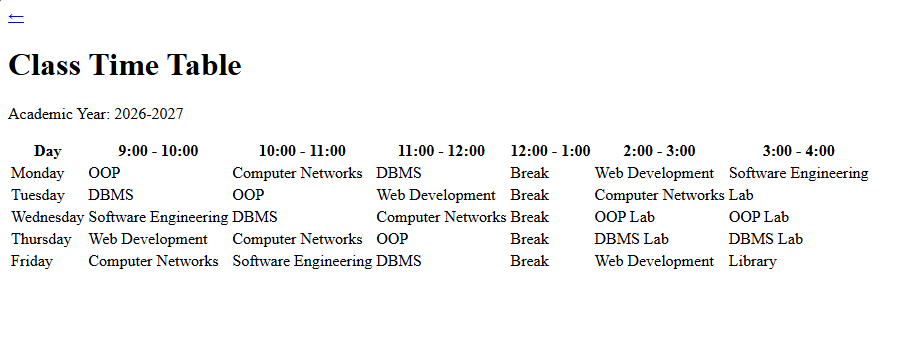 ←
Class Time Table
Academic Year: 2026-2027
Day 9:00 - 10:00 10:00 - 11:00 11:00 - 12:00 12:00 - 1:00 2:00 - 3:00 3:00 - 4:00
Monday OOP Computer Networks DBMS Break Web Development Software Engineering
Tuesday DBMS OOP Web Development Break Computer Networks Lab
Wednesday Software Engineering DBMS Computer Networks Break OOP Lab OOP Lab
Thursday Web Development Computer Networks OOP Break DBMS Lab DBMS Lab
Friday Computer Networks Software Engineering DBMS Break Web Development Library